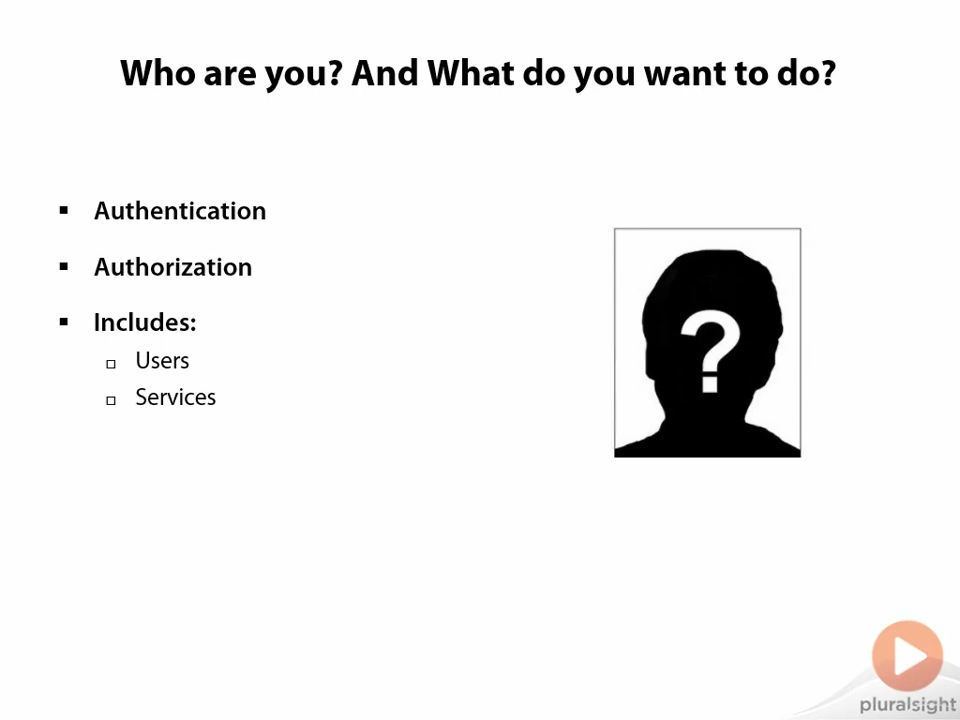 Who are you? And What do you want to do?
Authentication
Authorization
Includes:
Users
Services
?
pluralsight